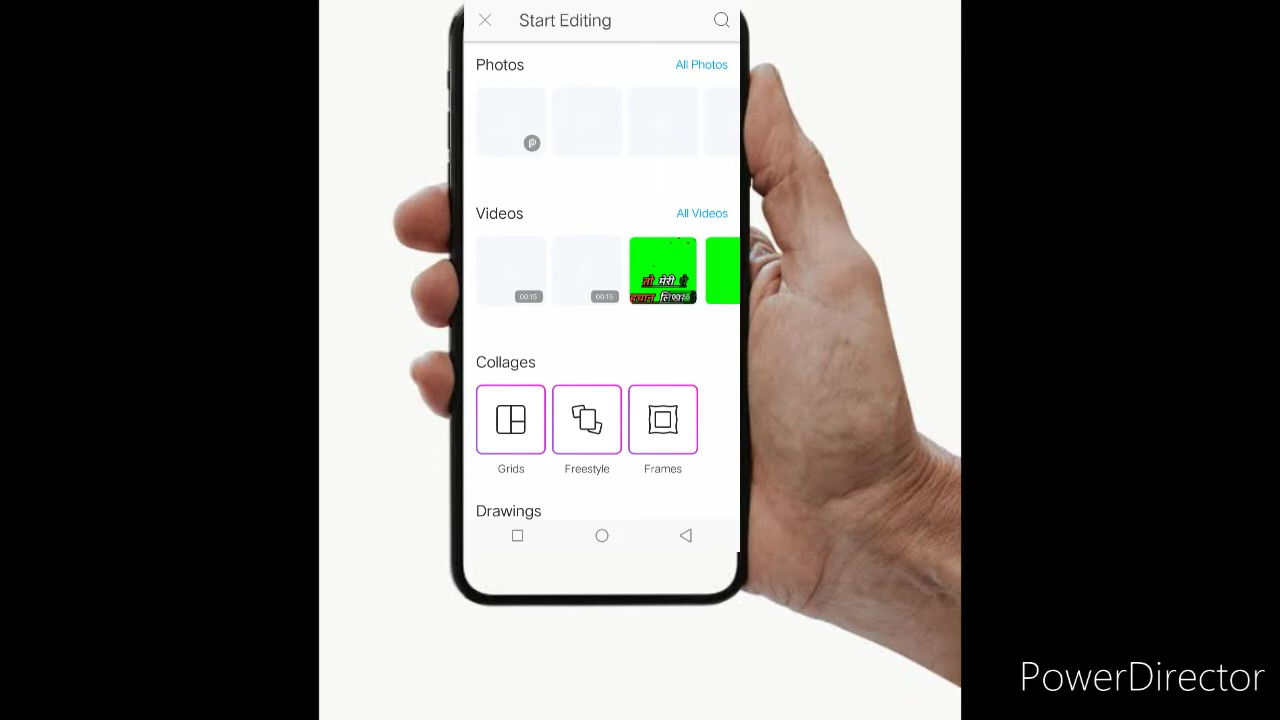 Start Editing
Photos
All Photos
Videos
All Videos
00:15
00:15
तो मेरी पे
Collages
Grids
Freestyle
Frames
Drawings
PowerDirector